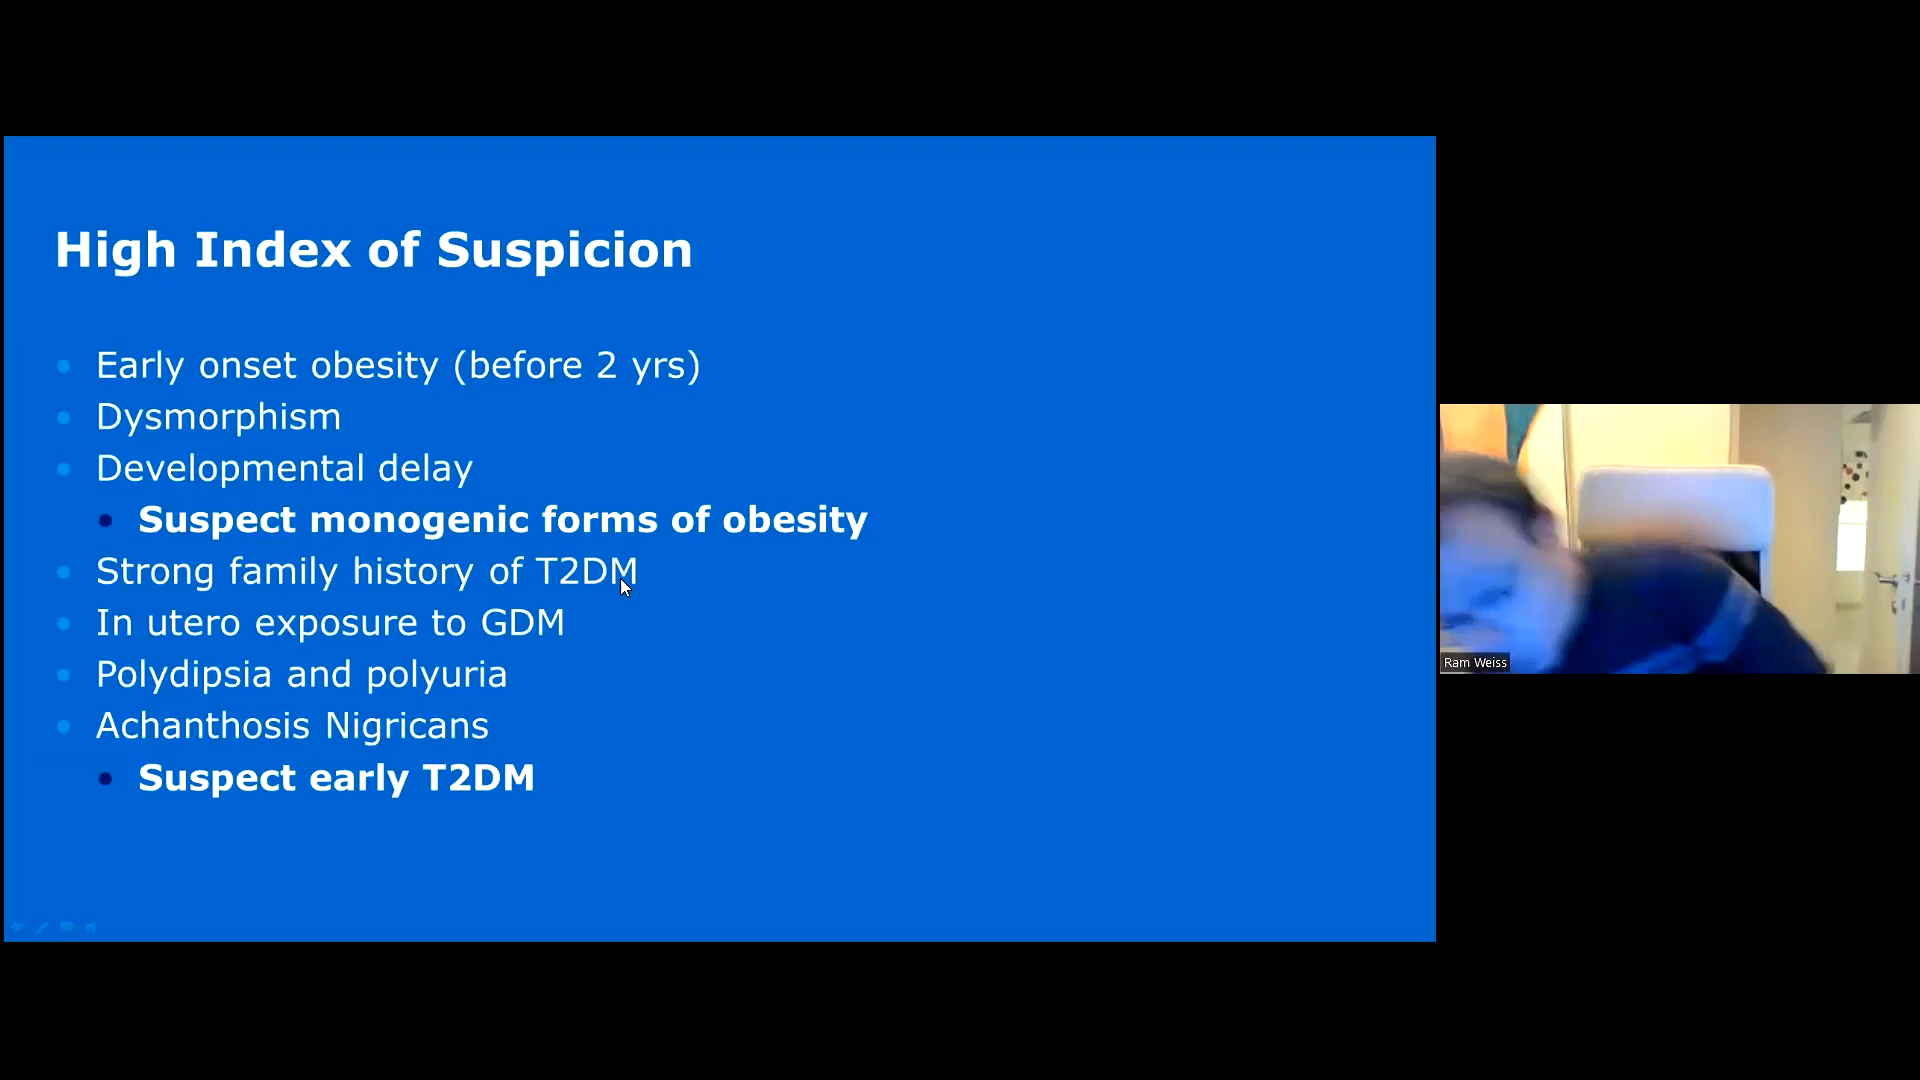 High Index of Suspicion
Early onset obesity (before 2 yrs)
Dysmorphism
Developmental delay
Suspect monogenic forms of obesity
Strong family history of T2DM
In utero exposure to GDM
Polydipsia and polyuria
Achanthosis Nigricans
Suspect early T2DM
Ram Weiss